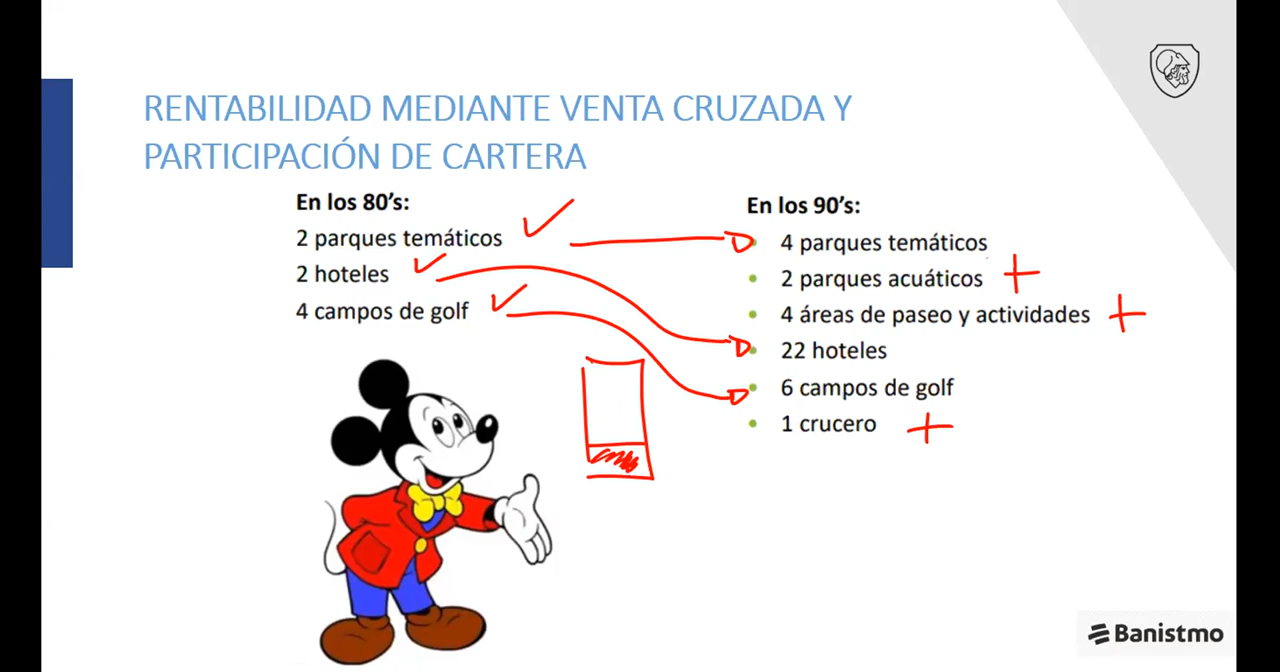 RENTABILIDAD MEDIANTE VENTA CRUZADA Y
PARTICIPACIÓN DE CARTERA
En los 80's:
2 parques temáticos
2 hoteles
4 campos de golf
En los 90's:
4 parques temáticos
2 parques acuáticos
4 áreas de paseo y actividades
22 hoteles
6 campos de golf
1 crucero
Banistmo